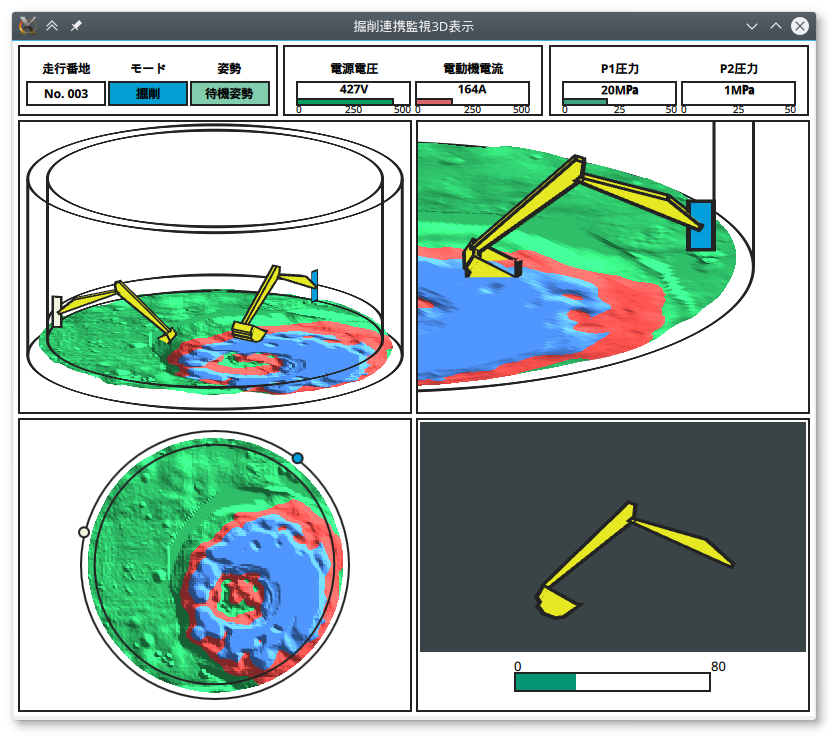 掘削連携監視3D表示
走行番地 モード 姿勢
No. 003 掘削 待機姿勢
電源電圧 電動機電流
427V 164A
0 250 500 0 250 500
P1圧力 P2圧力
20MPa 1MPa
0 25 50 0 25 50
0 80